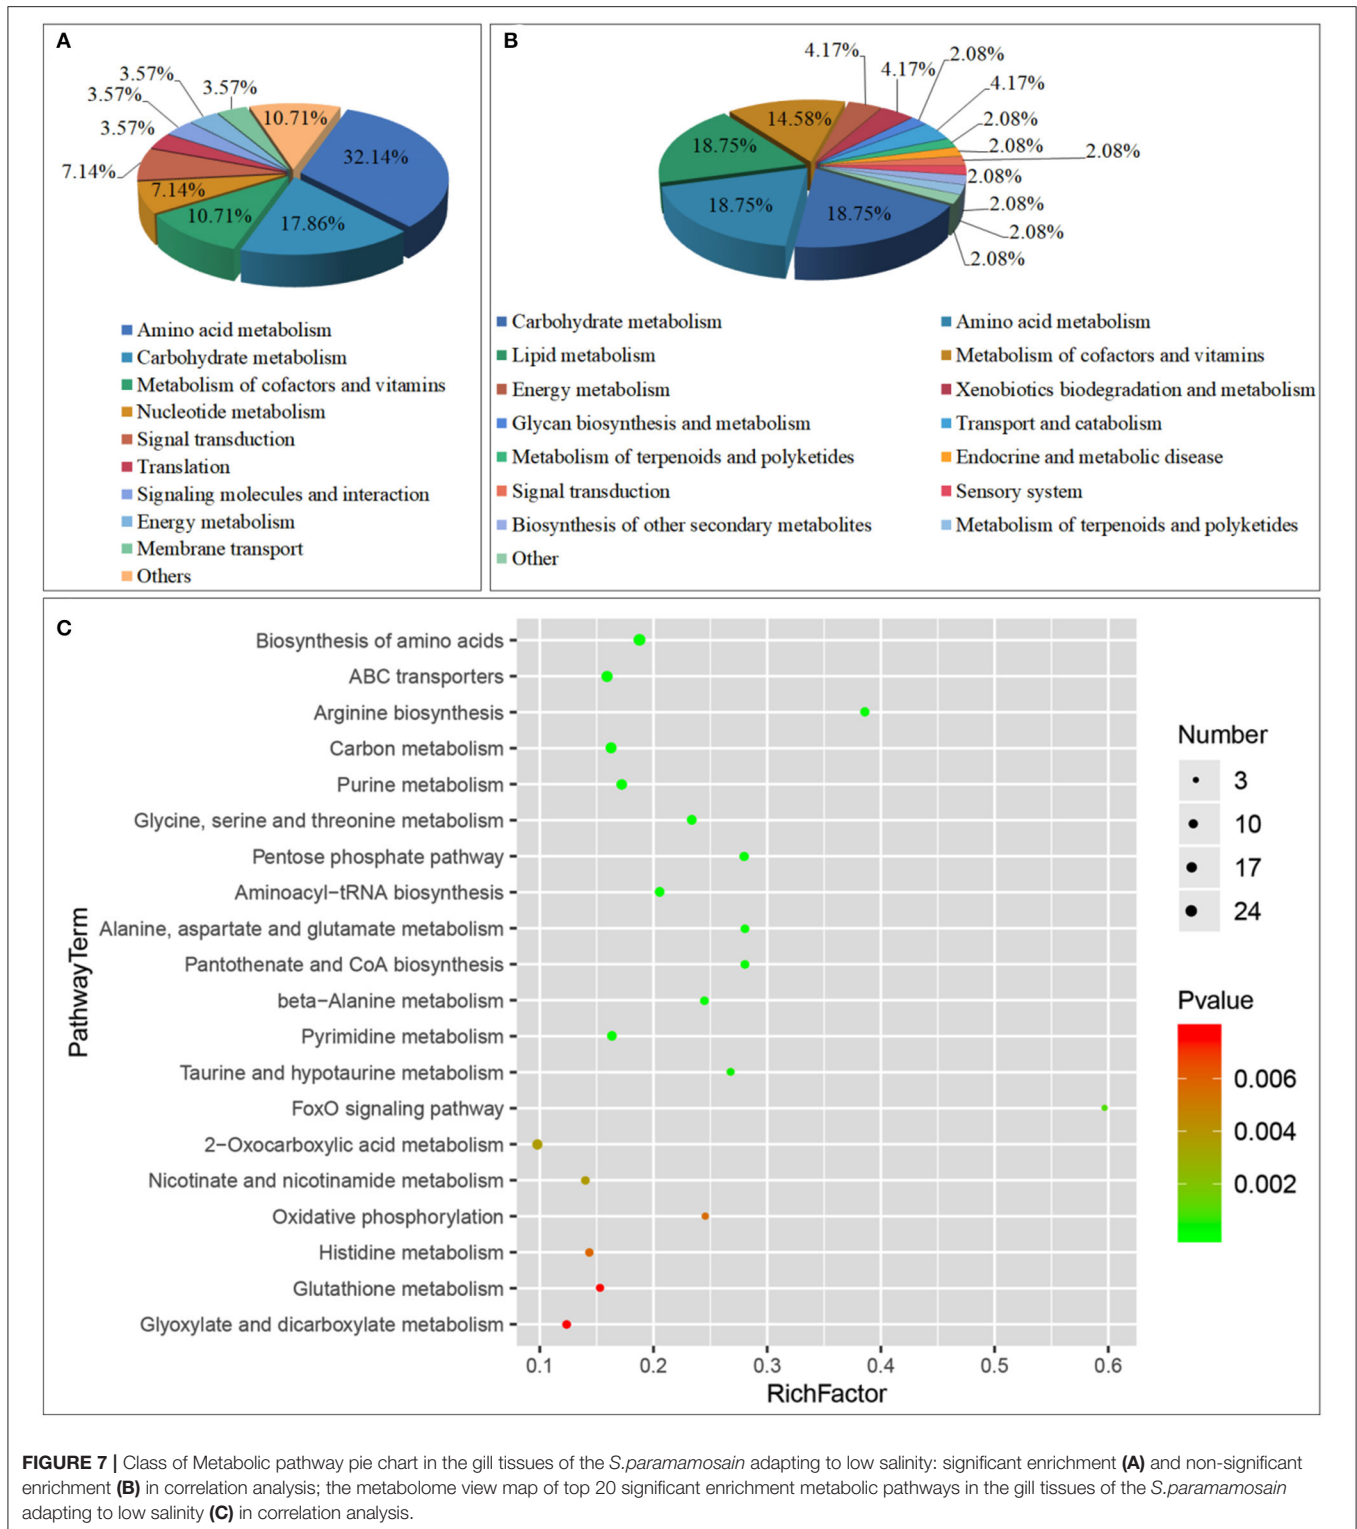 A
3.57%
3.57%
3.57%
3.57%
7.14%
7.14%
10.71%
17.86%
32.14%
10.71%
Amino acid metabolism
Carbohydrate metabolism
Metabolism of cofactors and vitamins
Nucleotide metabolism
Signal transduction
Translation
Signaling molecules and interaction
Energy metabolism
Membrane transport
Others
B
4.17%
4.17%
2.08%
4.17%
2.08%
2.08%
2.08%
2.08%
2.08%
2.08%
2.08%
14.58%
18.75%
18.75%
18.75%
Carbohydrate metabolism
Amino acid metabolism
Lipid metabolism
Metabolism of cofactors and vitamins
Energy metabolism
Xenobiotics biodegradation and metabolism
Glycan biosynthesis and metabolism
Transport and catabolism
Metabolism of terpenoids and polyketides
Endocrine and metabolic disease
Signal transduction
Sensory system
Biosynthesis of other secondary metabolites
Metabolism of terpenoids and polyketides
Other
C
PathwayTerm
Biosynthesis of amino acids
ABC transporters
Arginine biosynthesis
Carbon metabolism
Purine metabolism
Glycine, serine and threonine metabolism
Pentose phosphate pathway
Aminoacyl−tRNA biosynthesis
Alanine, aspartate and glutamate metabolism
Pantothenate and CoA biosynthesis
beta−Alanine metabolism
Pyrimidine metabolism
Taurine and hypotaurine metabolism
FoxO signaling pathway
2−Oxocarboxylic acid metabolism
Nicotinate and nicotinamide metabolism
Oxidative phosphorylation
Histidine metabolism
Glutathione metabolism
Glyoxylate and dicarboxylate metabolism
0.1 0.2 0.3 0.4 0.5 0.6
RichFactor
Number
3
10
17
24
Pvalue
0.006
0.004
0.002
FIGURE 7 | Class of Metabolic pathway pie chart in the gill tissues of the S.paramamosain adapting to low salinity: significant enrichment (A) and non-significant
enrichment (B) in correlation analysis; the metabolome view map of top 20 significant enrichment metabolic pathways in the gill tissues of the S.paramamosain
adapting to low salinity (C) in correlation analysis.